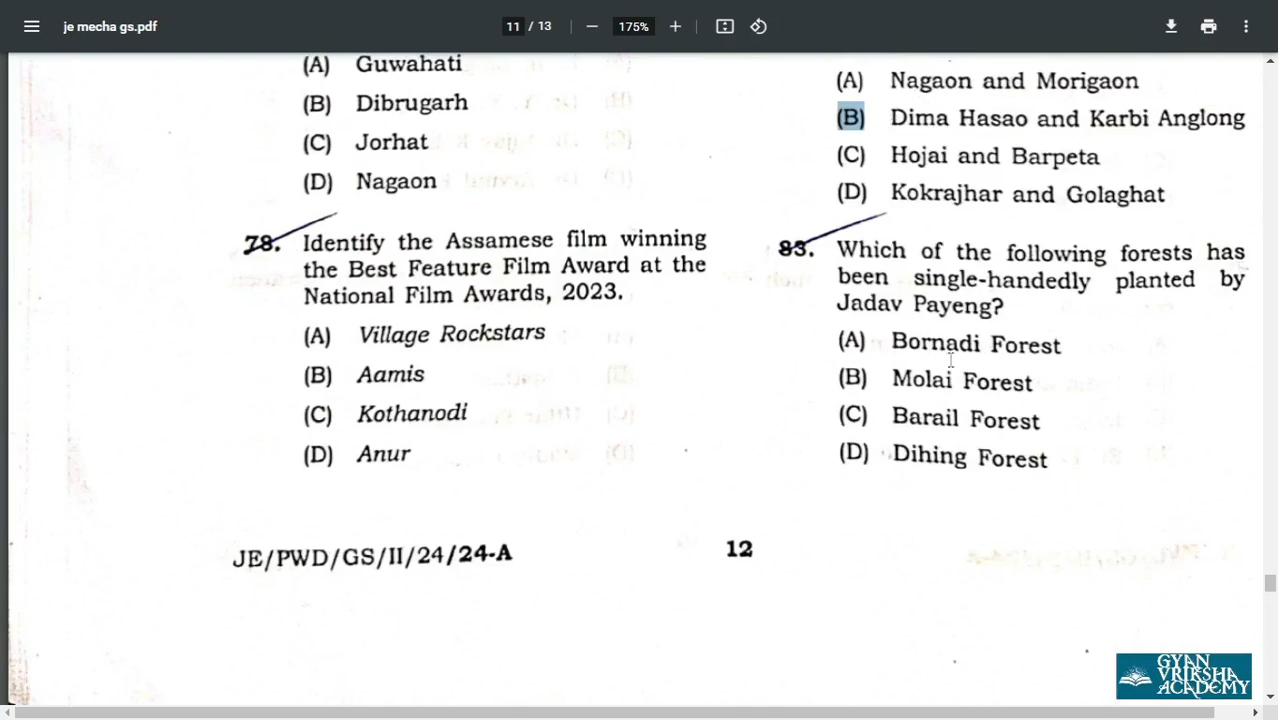 je mecha gs.pdf
11 / 13
175%
(A) Guwahati
(B) Dibrugarh
(C) Jorhat
(D) Nagaon
78. Identify the Assamese film winning
the Best Feature Film Award at the
National Film Awards, 2023.
(A) Village Rockstars
(B) Aamis
(C) Kothanodi
(D) Anur
(A) Nagaon and Morigaon
(B) Dima Hasao and Karbi Anglong
(C) Hojai and Barpeta
(D) Kokrajhar and Golaghat
83. Which of the following forests has
been single-handedly planted by
Jadav Payeng?
(A) Bornadi Forest
(B) Molai Forest
(C) Barail Forest
(D) Dihing Forest
JE/PWD/GS/II/24/24-A
12
GYAN
VRIKSHA
ACADEMY